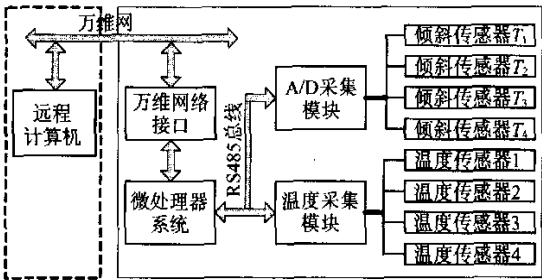 万维网
远程
计算机
万维网络
接口
微处理器
系统
RS485总线
A/D采集
模块
温度采集
模块
倾斜传感器T₁
倾斜传感器T₂
倾斜传感器T₃
倾斜传感器T₄
温度传感器1
温度传感器2
温度传感器3
温度传感器4